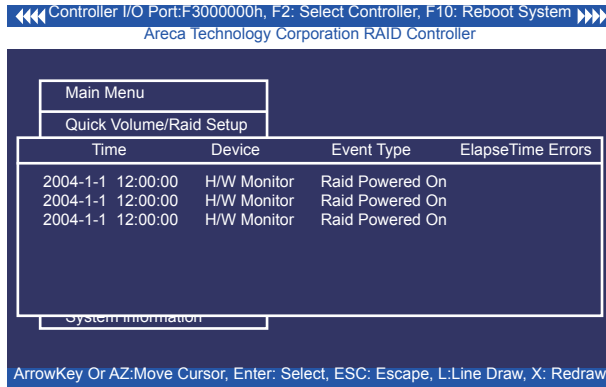 Controller I/O Port:F3000000h, F2: Select Controller, F10: Reboot System
Areca Technology Corporation RAID Controller
Main Menu
Quick Volume/Raid Setup
Time Device Event Type ElapseTime Errors
2004-1-1 12:00:00 H/W Monitor Raid Powered On
2004-1-1 12:00:00 H/W Monitor Raid Powered On
2004-1-1 12:00:00 H/W Monitor Raid Powered On
System Information
ArrowKey Or AZ:Move Cursor, Enter: Select, ESC: Escape, L:Line Draw, X: Redraw